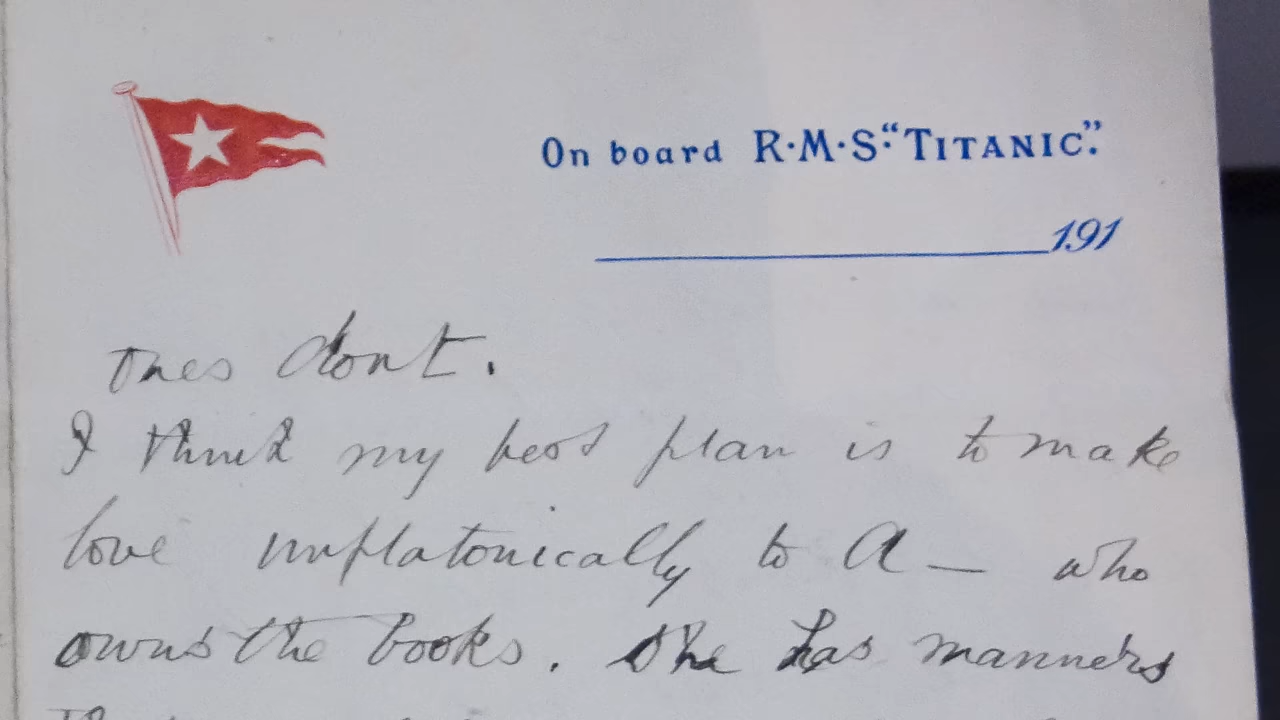 On board R·M·S· “TITANIC”.
191
ones dont.
I think my best plan is to make
love unplatonically to A — who
owns the books. She has manners